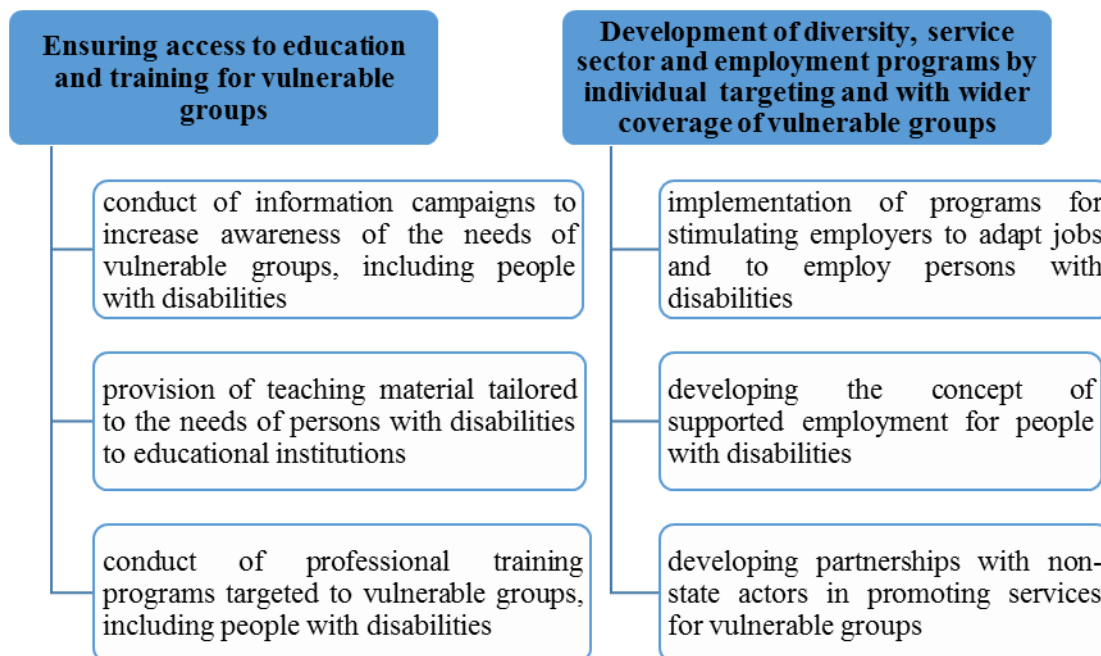 Ensuring access to education
and training for vulnerable
groups
conduct of information campaigns to
increase awareness of the needs of
vulnerable groups, including people
with disabilities
provision of teaching material tailored
to the needs of persons with disabilities
to educational institutions
conduct of professional training
programs targeted to vulnerable groups,
including people with disabilities
Development of diversity, service
sector and employment programs by
individual targeting and with wider
coverage of vulnerable groups
implementation of programs for
stimulating employers to adapt jobs
and to employ persons with
disabilities
developing the concept of
supported employment for people
with disabilities
developing partnerships with non-
state actors in promoting services
for vulnerable groups